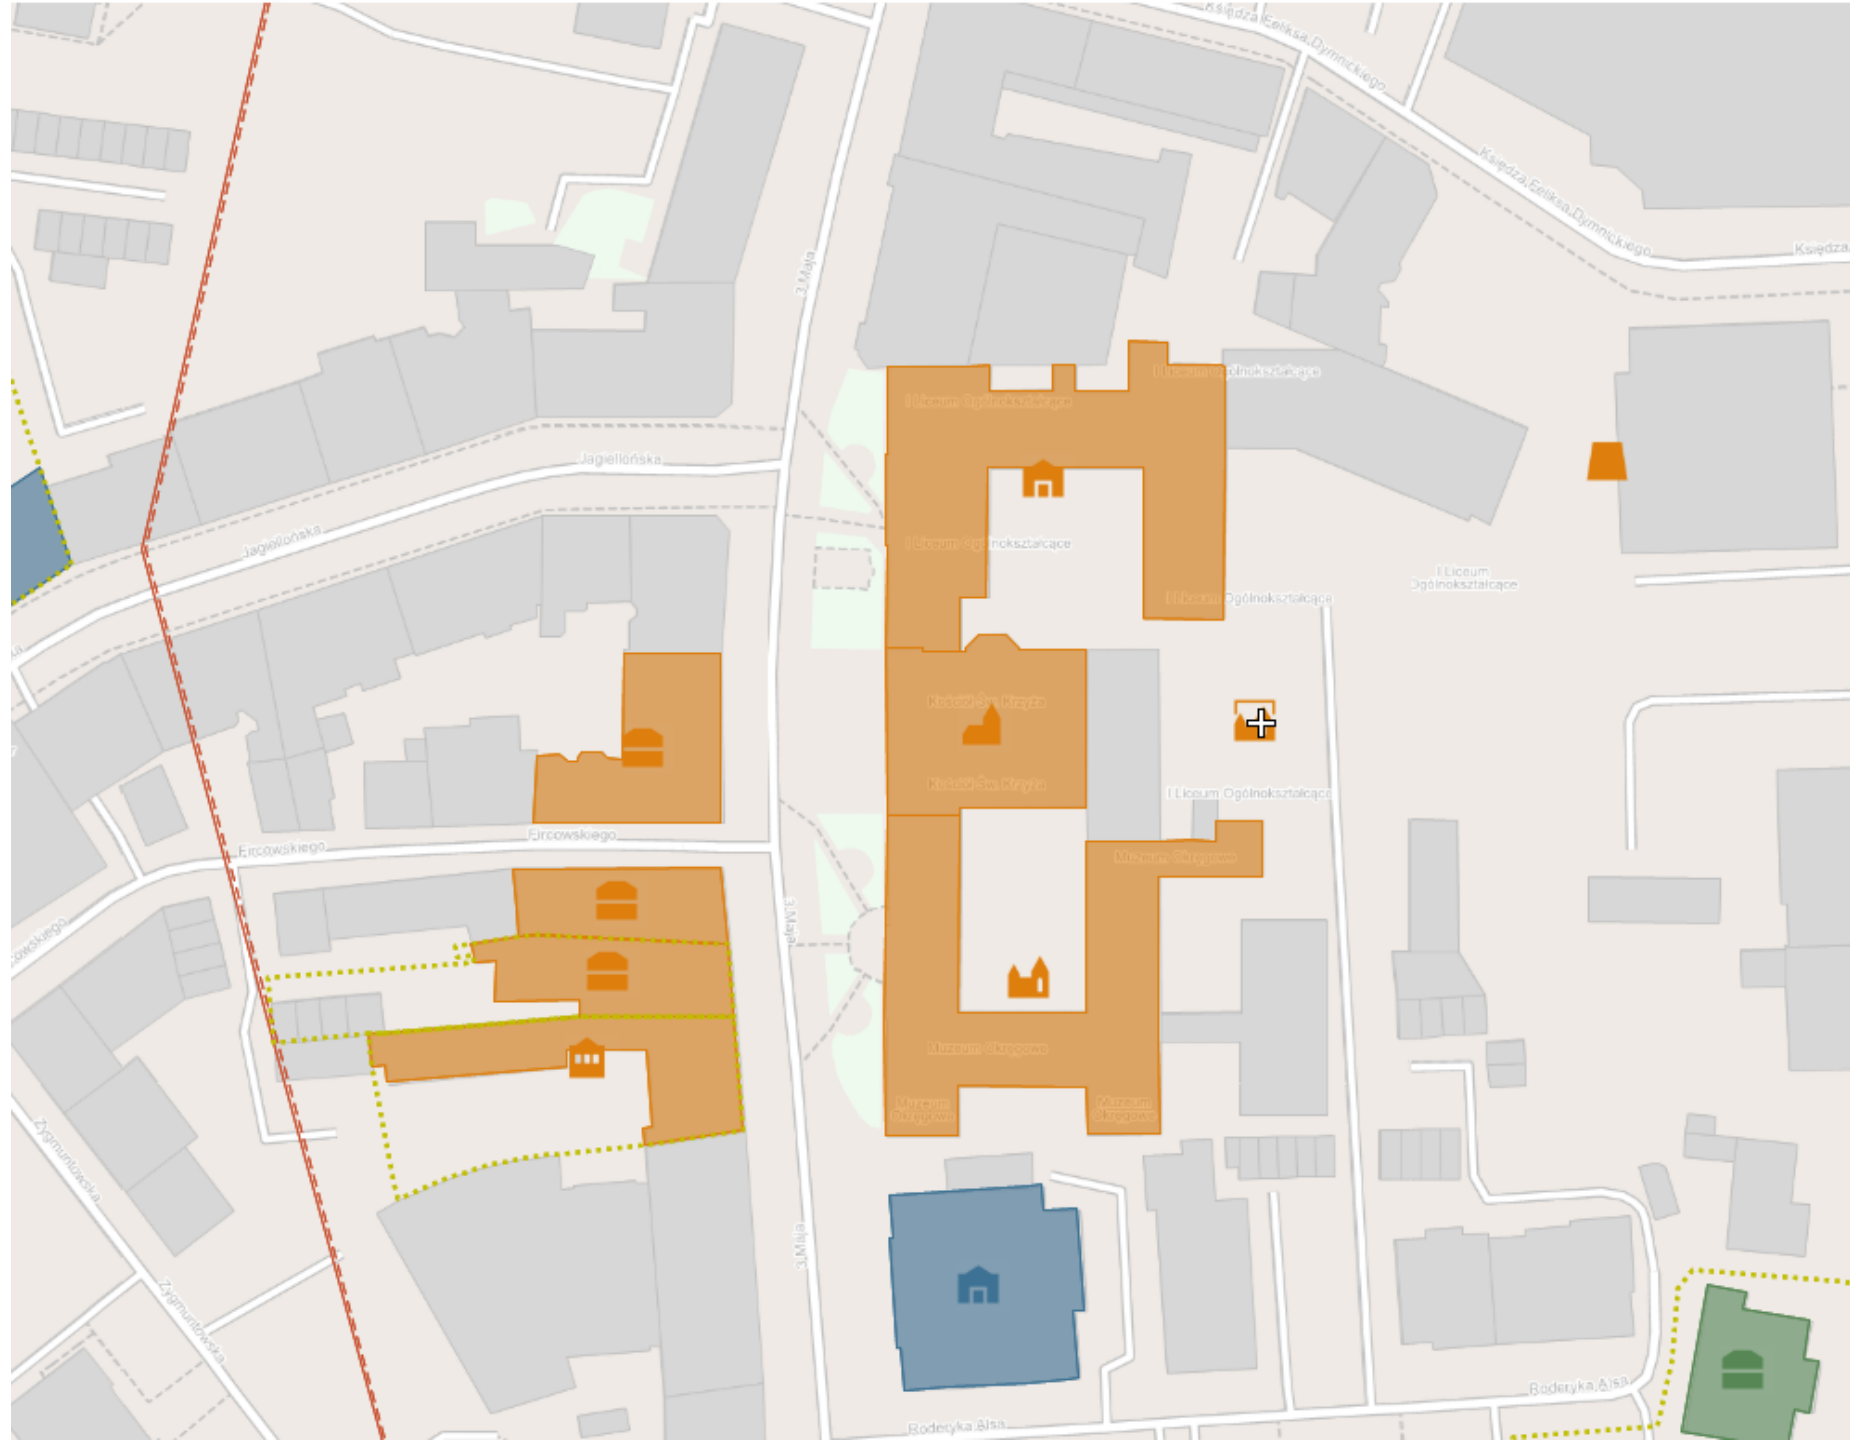 Księdza Feliksa Dymnickiego
Księdza Feliksa Dymnickiego
Księdza
3 Maja
I Liceum Ogólnokształcące
I Liceum Ogólnokształcące
Jagiellońska
Jagiellońska
I Liceum Ogólnokształcące
I Liceum
Ogólnokształcące
I Liceum Ogólnokształcące
Kościół Św. Krzyża
Kościół Św. Krzyża
I Liceum Ogólnokształcące
Fircowskiego
Fircowskiego
Muzeum Okręgowe
3 Maja
cowskiego
Muzeum Okręgowe
Muzeum
Okręgowe
Muzeum
Okręgowe
Zygmuntowska
3 Maja
Zygmuntowska
Roderyka Alsa
Roderyka Alsa